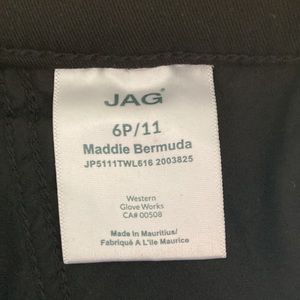 JAG
6P/11
Maddie Bermuda
JP5111TWL616 2003825
Western
Glove Works
CA# 00508
Made In Mauritius/
Fabriqué A L'ile Maurice